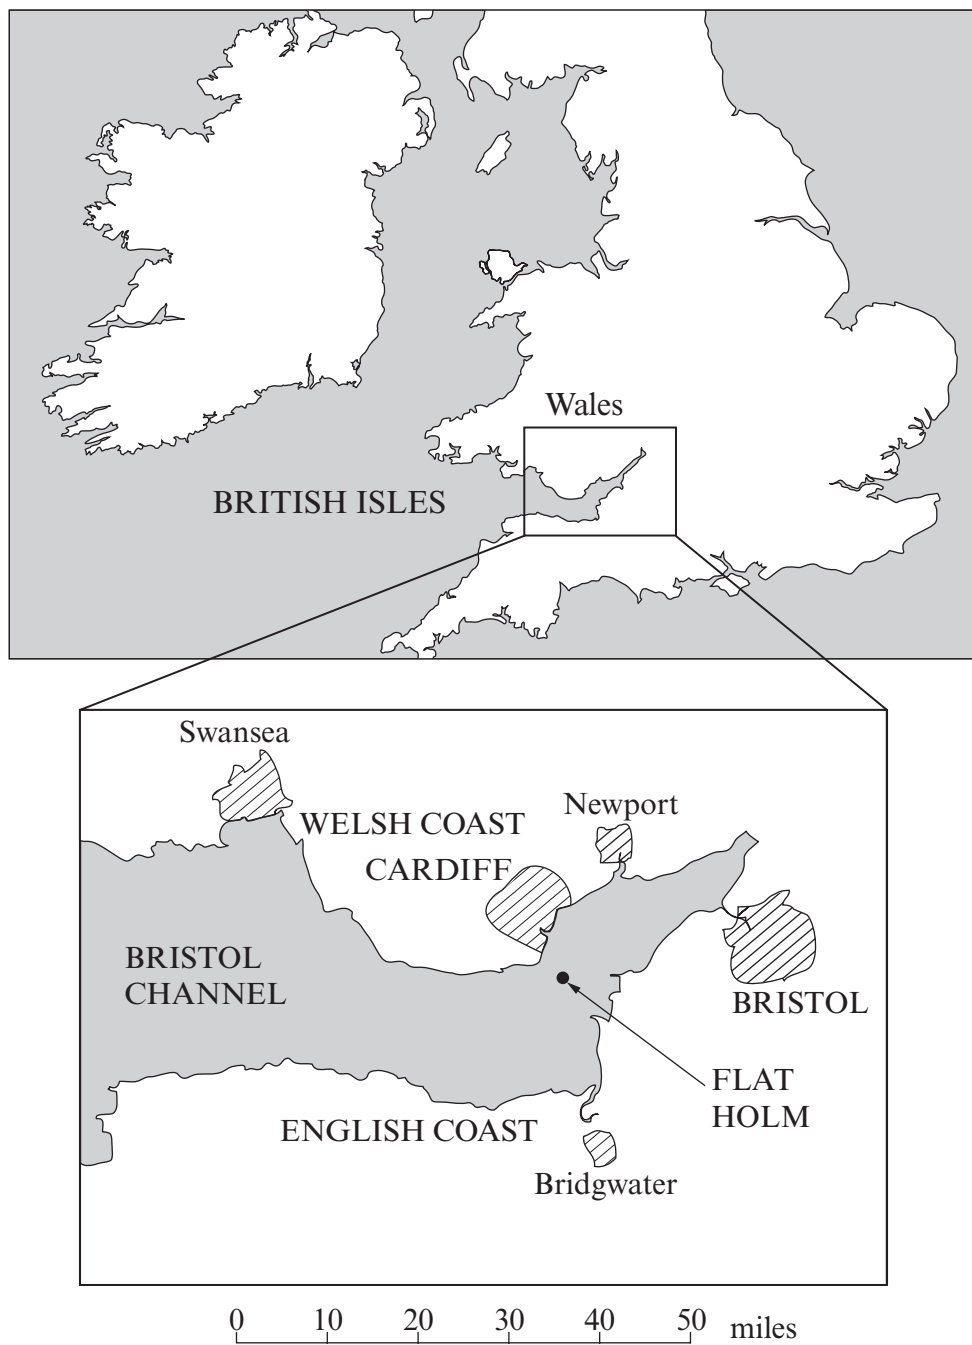 Wales
BRITISH ISLES
Swansea
Newport
WELSH COAST
CARDIFF
BRISTOL
CHANNEL
BRISTOL
FLAT
HOLM
ENGLISH COAST
Bridgwater
0 10 20 30 40 50 miles